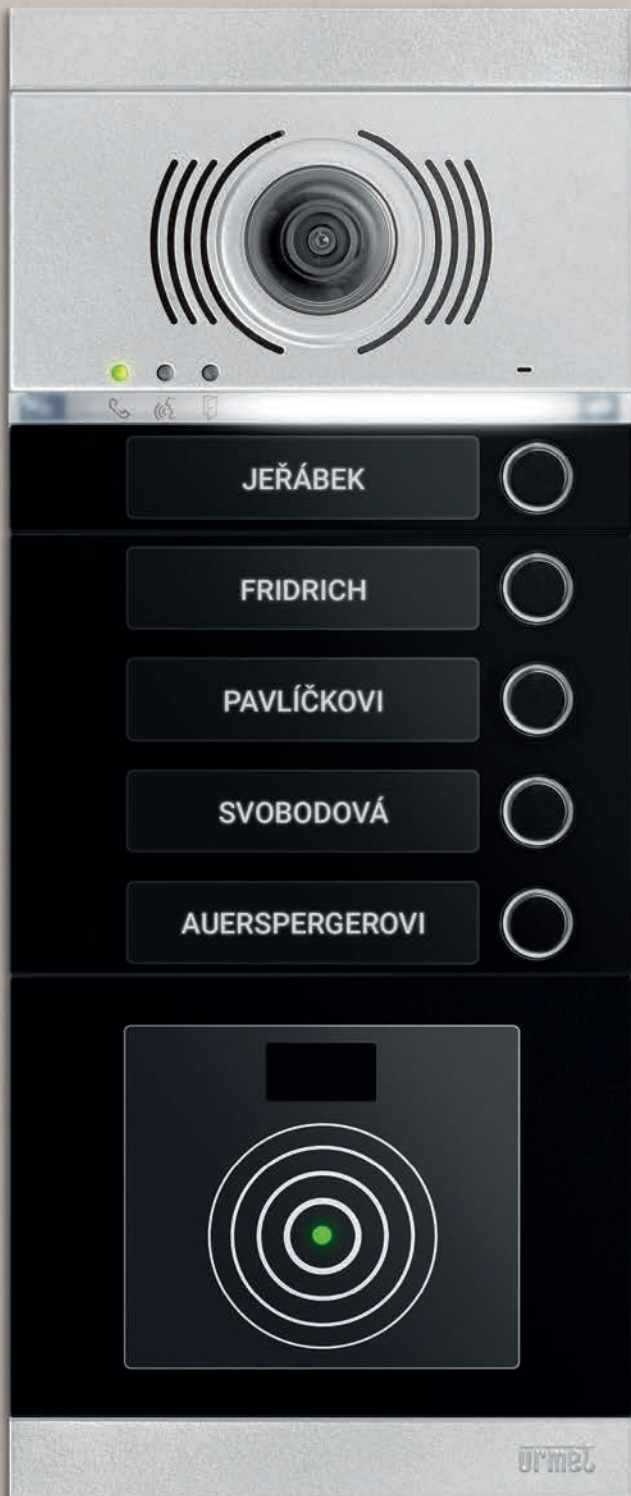 JEŘÁBEK
FRIDRICH
PAVLÍČKOVI
SVOBODOVÁ
AUERSPERGEROVI
urmet